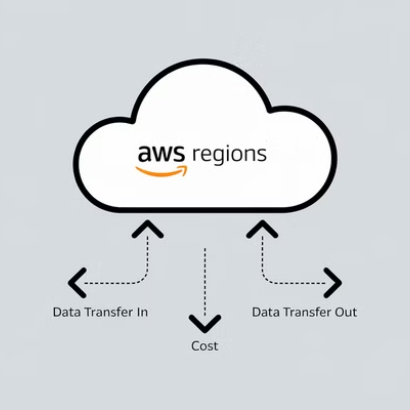 aws regions
Data Transfer In
Data Transfer Out
Cost